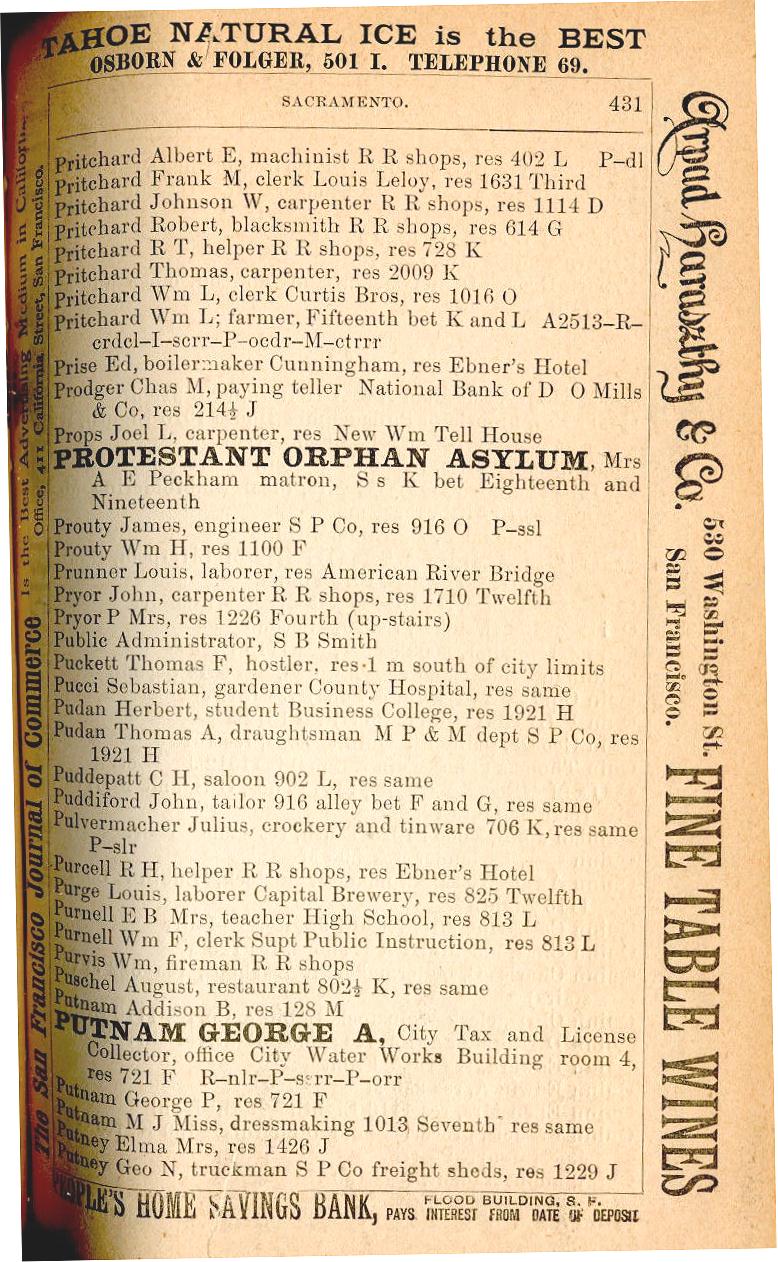 TAHOE NATURAL ICE is the BEST
OSBORN & FOLGER, 501 I. TELEPHONE 69.
SACRAMENTO. 431
Pritchard Albert E, machinist R R shops, res 402 L P-dl
Pritchard Frank M, clerk Louis Leloy, res 1631 Third
Pritchard Johnson W, carpenter R R shops, res 1114 D
Pritchard Robert, blacksmith R R shops, res 614 G
Pritchard R T, helper R R shops, res 728 K
Pritchard Thomas, carpenter, res 2009 K
Pritchard Wm L, clerk Curtis Bros, res 1016 O
Pritchard Wm L; farmer, Fifteenth bet K and L A2513-R-
crdcl-I-scrr-P-ocdr-M-ctrrr
Prise Ed, boilermaker Cunningham, res Ebner's Hotel
Prodger Chas M, paying teller National Bank of D O Mills
& Co, res 214½ J
Props Joel L, carpenter, res New Wm Tell House
PROTESTANT ORPHAN ASYLUM, Mrs
A E Peckham matron, S s K bet Eighteenth and
Nineteenth
Prouty James, engineer S P Co, res 916 O P-ssl
Prouty Wm H, res 1100 F
Prunner Louis, laborer, res American River Bridge
Pryor John, carpenter R R shops, res 1710 Twelfth
Pryor P Mrs, res 1226 Fourth (up-stairs)
Public Administrator, S B Smith
Puckett Thomas F, hostler, res 1 m south of city limits
Pucci Sebastian, gardener County Hospital, res same
Pudan Herbert, student Business College, res 1921 H
Pudan Thomas A, draughtsman M P & M dept S P Co, res
1921 H
Puddepatt C H, saloon 902 L, res same
Puddiford John, tailor 916 alley bet F and G, res same
Pulvermacher Julius, crockery and tinware 706 K, res same
P-slr
Purcell R H, helper R R shops, res Ebner's Hotel
Purge Louis, laborer Capital Brewery, res 825 Twelfth
Purnell E B Mrs, teacher High School, res 813 L
Purnell Wm F, clerk Supt Public Instruction, res 813 L
Purvis Wm, fireman R R shops
Puschel August, restaurant 802½ K, res same
Putnam Addison B, res 128 M
PUTNAM GEORGE A, City Tax and License
Collector, office City Water Works Building room 4,
res 721 F R-nlr-P-srr-P-orr
Putnam George P, res 721 F
Putnam M J Miss, dressmaking 1013 Seventh res same
Putney Elma Mrs, res 1426 J
Putney Geo N, truckman S P Co freight sheds, res 1229 J
PEOPLE'S HOME SAVINGS BANK, PAYS INTEREST FROM DATE OF DEPOSIT
FLOOD BUILDING, S. F.
The San Francisco Journal of Commerce Is the Best Advertising Medium in California.
Office, 411, California Street, San Francisco.
Arpad Haraszthy & Co. 530 Washington St.
San Francisco.
FINE TABLE WINES